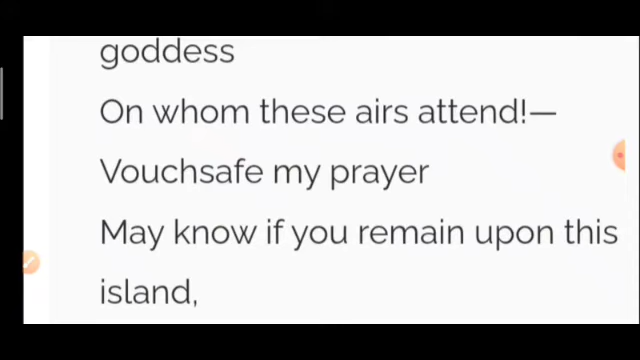 goddess
On whom these airs attend!—
Vouchsafe my prayer
May know if you remain upon this
island,